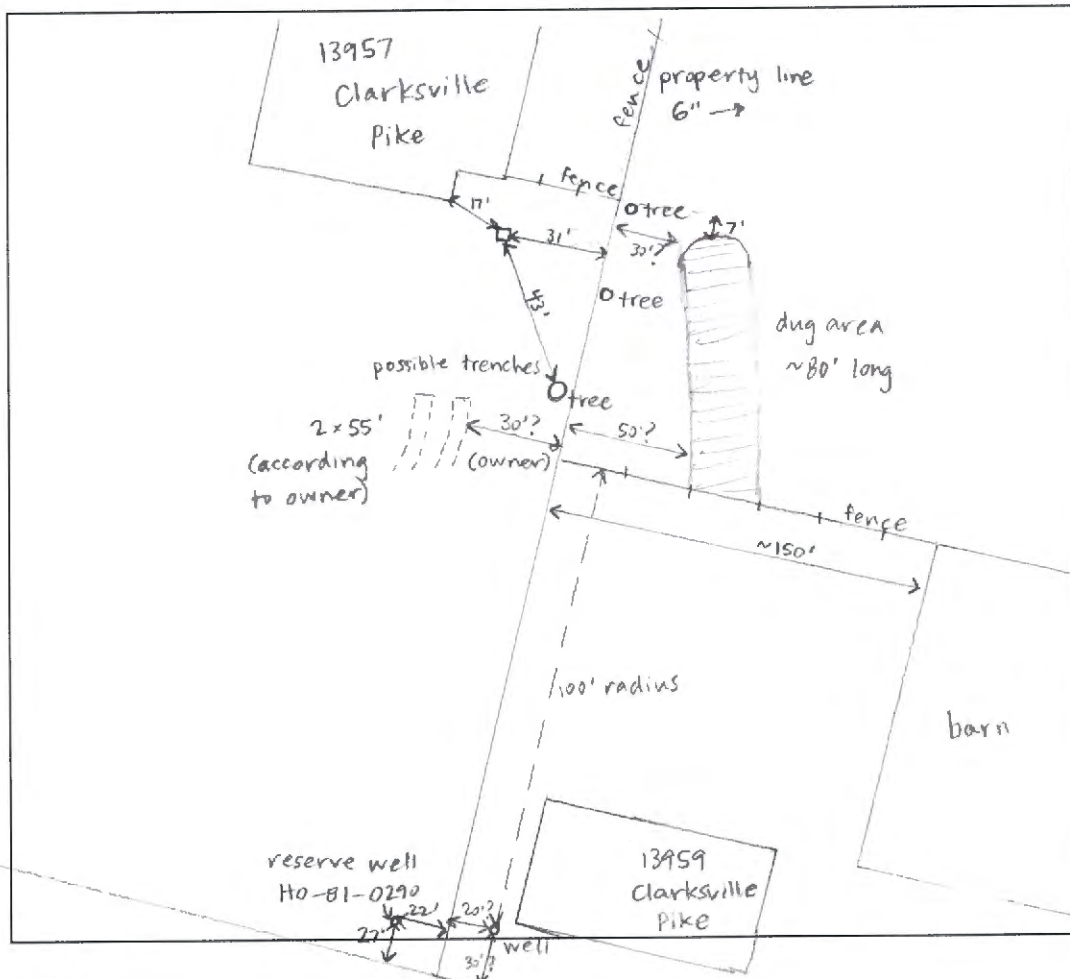 13957
Clarksville
Pike
fence
property line
6" →
fence
tree
17'
31'
30'?
7'
43'
tree
dug area
~80' long
possible trenches
tree
2 × 55'
(according
to owner)
30'?
(owner)
50'?
fence
~150'
100' radius
barn
reserve well
HO-81-0290
22'
20'?
27'
well
30'?
13959
Clarksville
Pike